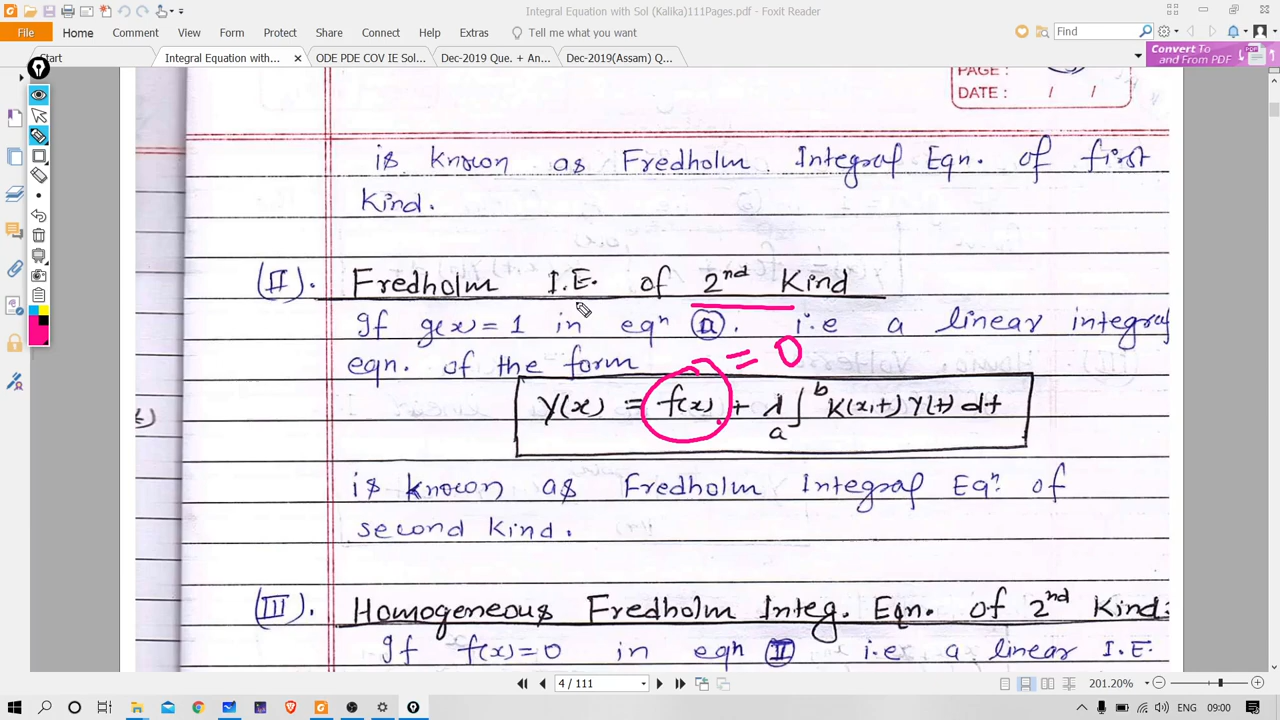 Integral Equation with Sol (Kalika)111Pages.pdf - Foxit Reader
File Home Comment View Form Protect Share Connect Help Extras Tell me what you want Find
Start Integral Equation with... ODE PDE COV IE Sol... Dec-2019 Que. + An... Dec-2019(Assam) Q... Convert To and From PDF
PAGE :
DATE : / /
is known as Fredholm Integral Eqn. of first
Kind.
(II). Fredholm I.E. of 2nd Kind
If g(x) = 1 in eqn (a). i.e a linear integral
eqn. of the form = 0
y(x) = f(x) + λ ∫ₐᵇ K(x,t) y(t) dt
is known as Fredholm Integral Eqn. of
second kind.
(III). Homogeneous Fredholm Integ. Eqn. of 2nd Kind:
If f(x)=0 in eqn (II) i.e a linear I.E.
4 / 111 201.20%
ENG 09:00